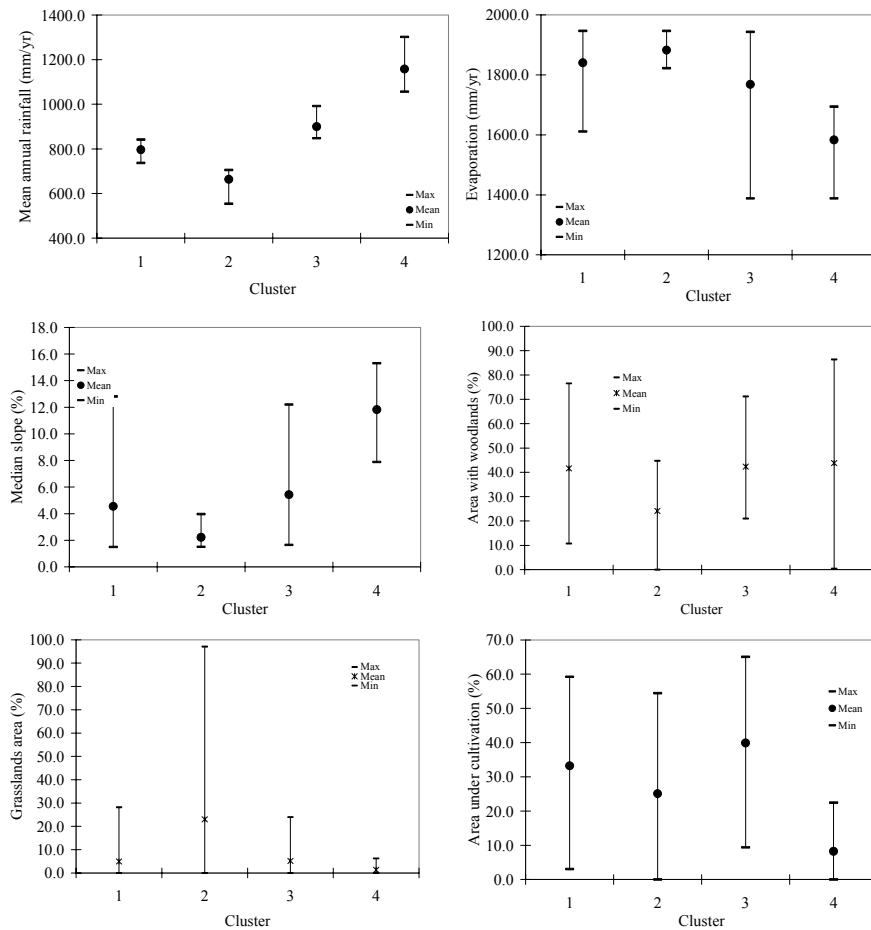 Mean annual rainfall (mm/yr)
1400.0
1200.0
1000.0
800.0
600.0
400.0
Max
Mean
Min
1 2 3 4
Cluster
Evaporation (mm/yr)
2000.0
1800.0
1600.0
1400.0
1200.0
Max
Mean
Min
1 2 3 4
Cluster
Median slope (%)
18.0
16.0
14.0
12.0
10.0
8.0
6.0
4.0
2.0
0.0
Max
Mean
Min
1 2 3 4
Cluster
Area with woodlands (%)
100.0
90.0
80.0
70.0
60.0
50.0
40.0
30.0
20.0
10.0
0.0
Max
Mean
Min
1 2 3 4
Cluster
Grasslands area (%)
100.0
90.0
80.0
70.0
60.0
50.0
40.0
30.0
20.0
10.0
0.0
Max
Mean
Min
1 2 3 4
Cluster
Area under cultivation (%)
70.0
60.0
50.0
40.0
30.0
20.0
10.0
0.0
Max
Mean
Min
1 2 3 4
Cluster